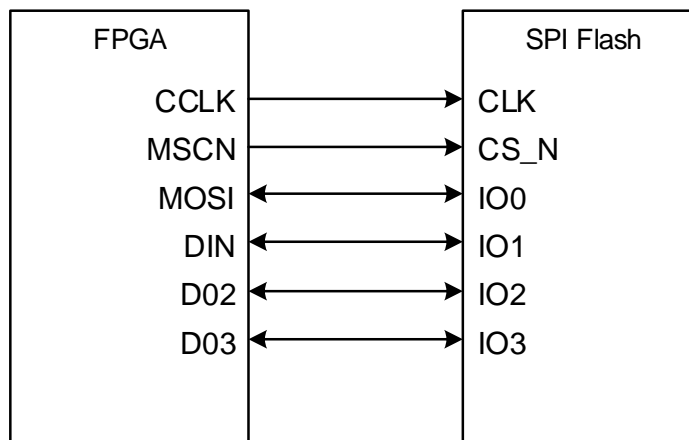 FPGA SPI Flash
CCLK CLK
MSCN CS_N
MOSI IO0
DIN IO1
D02 IO2
D03 IO3